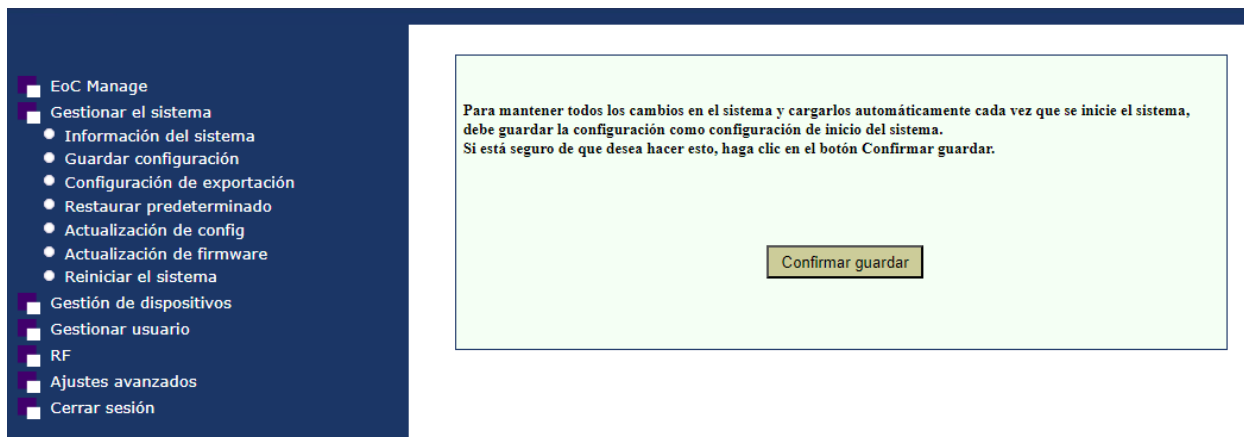 EoC Manage
Gestionar el sistema
Información del sistema
Guardar configuración
Configuración de exportación
Restaurar predeterminado
Actualización de config
Actualización de firmware
Reiniciar el sistema
Gestión de dispositivos
Gestionar usuario
RF
Ajustes avanzados
Cerrar sesión
Para mantener todos los cambios en el sistema y cargarlos automáticamente cada vez que se inicie el sistema,
debe guardar la configuración como configuración de inicio del sistema.
Si está seguro de que desea hacer esto, haga clic en el botón Confirmar guardar.
Confirmar guardar